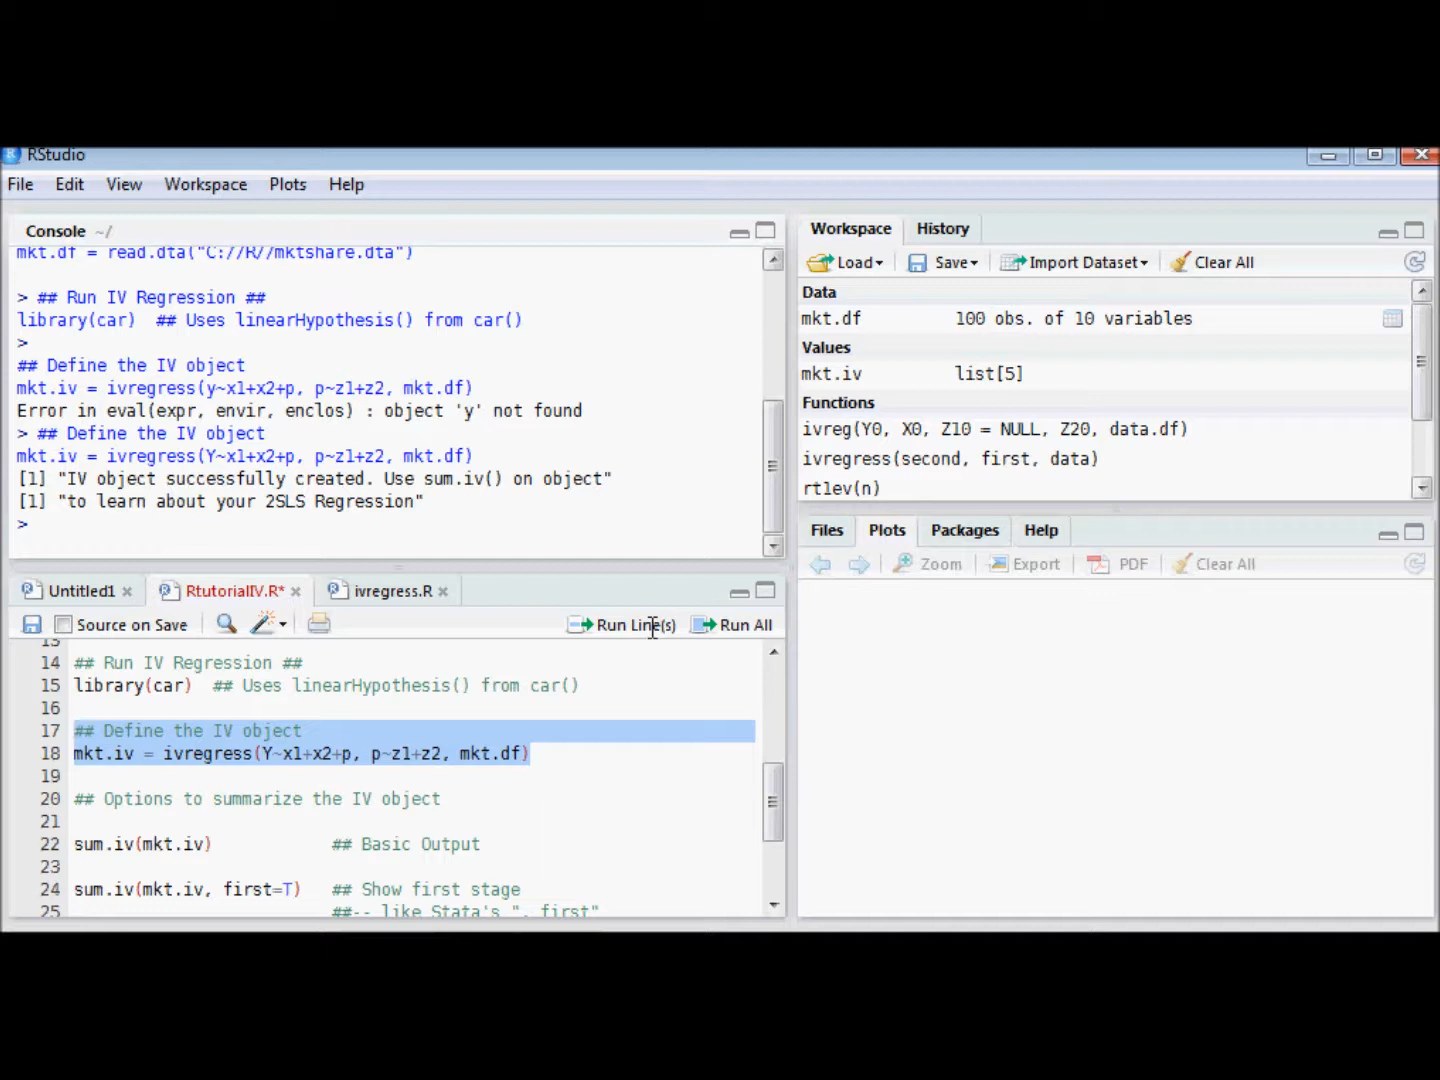 RStudio
File Edit View Workspace Plots Help
Console ~/
mkt.df = read.dta("C://R//mktshare.dta")
> ## Run IV Regression ##
library(car)  ## Uses linearHypothesis() from car()
>
## Define the IV object
mkt.iv = ivregress(y~x1+x2+p, p~z1+z2, mkt.df)
Error in eval(expr, envir, enclos) : object 'y' not found
> ## Define the IV object
mkt.iv = ivregress(Y~x1+x2+p, p~z1+z2, mkt.df)
[1] "IV object successfully created. Use sum.iv() on object"
[1] "to learn about your 2SLS Regression"
>
Untitled1 RtutorialIV.R* ivregress.R
Source on Save Run Line(s) Run All
13
14 ## Run IV Regression ##
15 library(car)  ## Uses linearHypothesis() from car()
16
17 ## Define the IV object
18 mkt.iv = ivregress(Y~x1+x2+p, p~z1+z2, mkt.df)
19
20 ## Options to summarize the IV object
21
22 sum.iv(mkt.iv) ## Basic Output
23
24 sum.iv(mkt.iv, first=T) ## Show first stage
25 ##-- like Stata's ", first"
Workspace History
Load Save Import Dataset Clear All
Data
mkt.df 100 obs. of 10 variables
Values
mkt.iv list[5]
Functions
ivreg(Y0, X0, Z10 = NULL, Z20, data.df)
ivregress(second, first, data)
rtlev(n)
Files Plots Packages Help
Zoom Export PDF Clear All